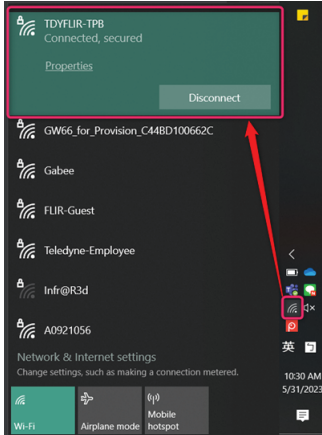 TDYFLIR-TPB
Connected, secured
Properties
Disconnect
GW66_for_Provision_C44BD100662C
Gabee
FLIR-Guest
Teledyne-Employee
Infr@R3d
A0921056
Network & Internet settings
Change settings, such as making a connection metered.
Wi-Fi
Airplane mode
Mobile
hotspot
英
10:30 AM
5/31/2023